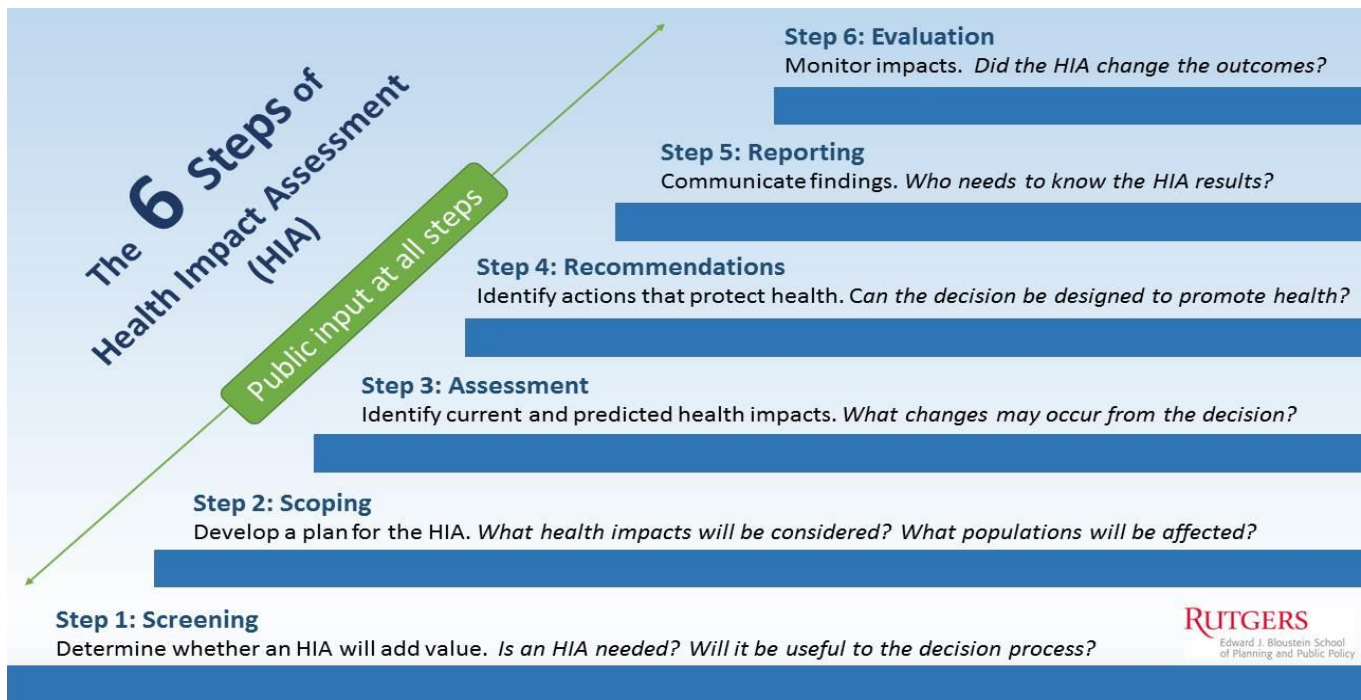 The 6 Steps of
Health Impact Assessment
(HIA)
Public input at all steps
Step 6: Evaluation
Monitor impacts. Did the HIA change the outcomes?
Step 5: Reporting
Communicate findings. Who needs to know the HIA results?
Step 4: Recommendations
Identify actions that protect health. Can the decision be designed to promote health?
Step 3: Assessment
Identify current and predicted health impacts. What changes may occur from the decision?
Step 2: Scoping
Develop a plan for the HIA. What health impacts will be considered? What populations will be affected?
Step 1: Screening
Determine whether an HIA will add value. Is an HIA needed? Will it be useful to the decision process?
RUTGERS
Edward J. Bloustein School
of Planning and Public Policy